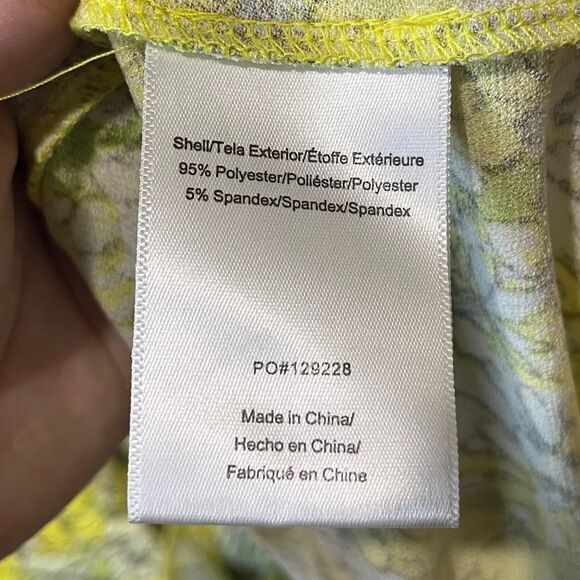 Shell/Tela Exterior/Étoffe Extérieure
95% Polyester/Poliéster/Polyester
5% Spandex/Spandex/Spandex
PO#129228
Made in China/
Hecho en China/
Fabriqué en Chine